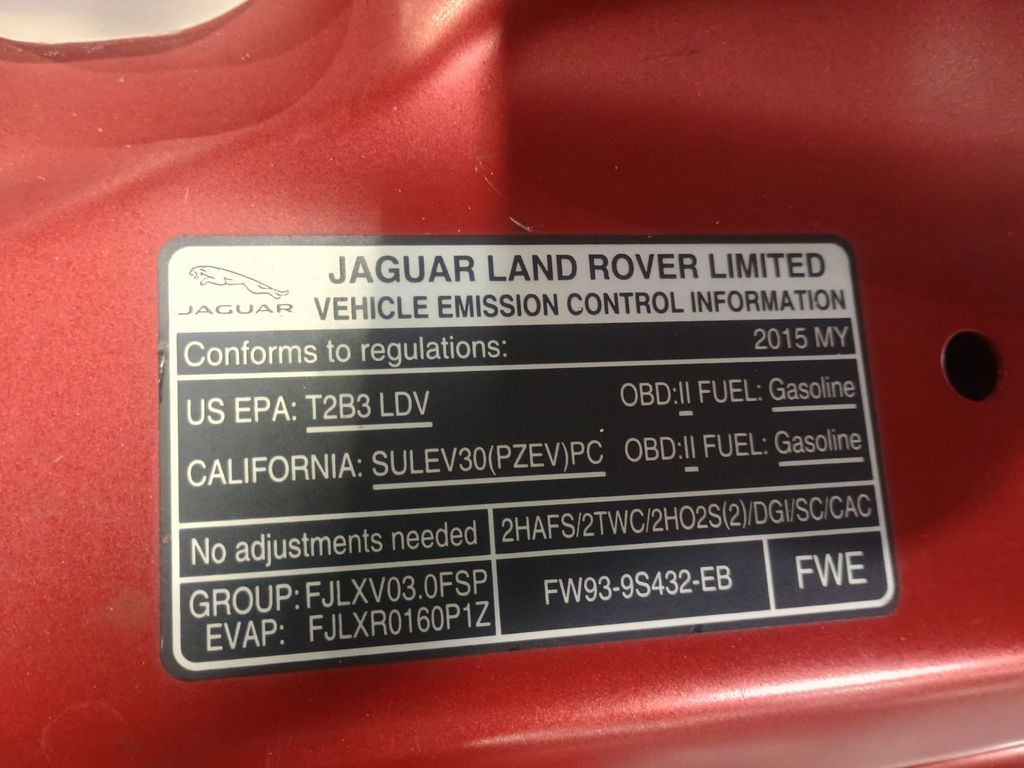 JAGUAR
JAGUAR LAND ROVER LIMITED
VEHICLE EMISSION CONTROL INFORMATION
Conforms to regulations: 2015 MY
US EPA: T2B3 LDV OBD:II FUEL: Gasoline
CALIFORNIA: SULEV30(PZEV)PC OBD:II FUEL: Gasoline
No adjustments needed 2HAFS/2TWC/2HO2S(2)/DGI/SC/CAC
GROUP: FJLXV03.0FSP FW93-9S432-EB FWE
EVAP: FJLXR0160P1Z